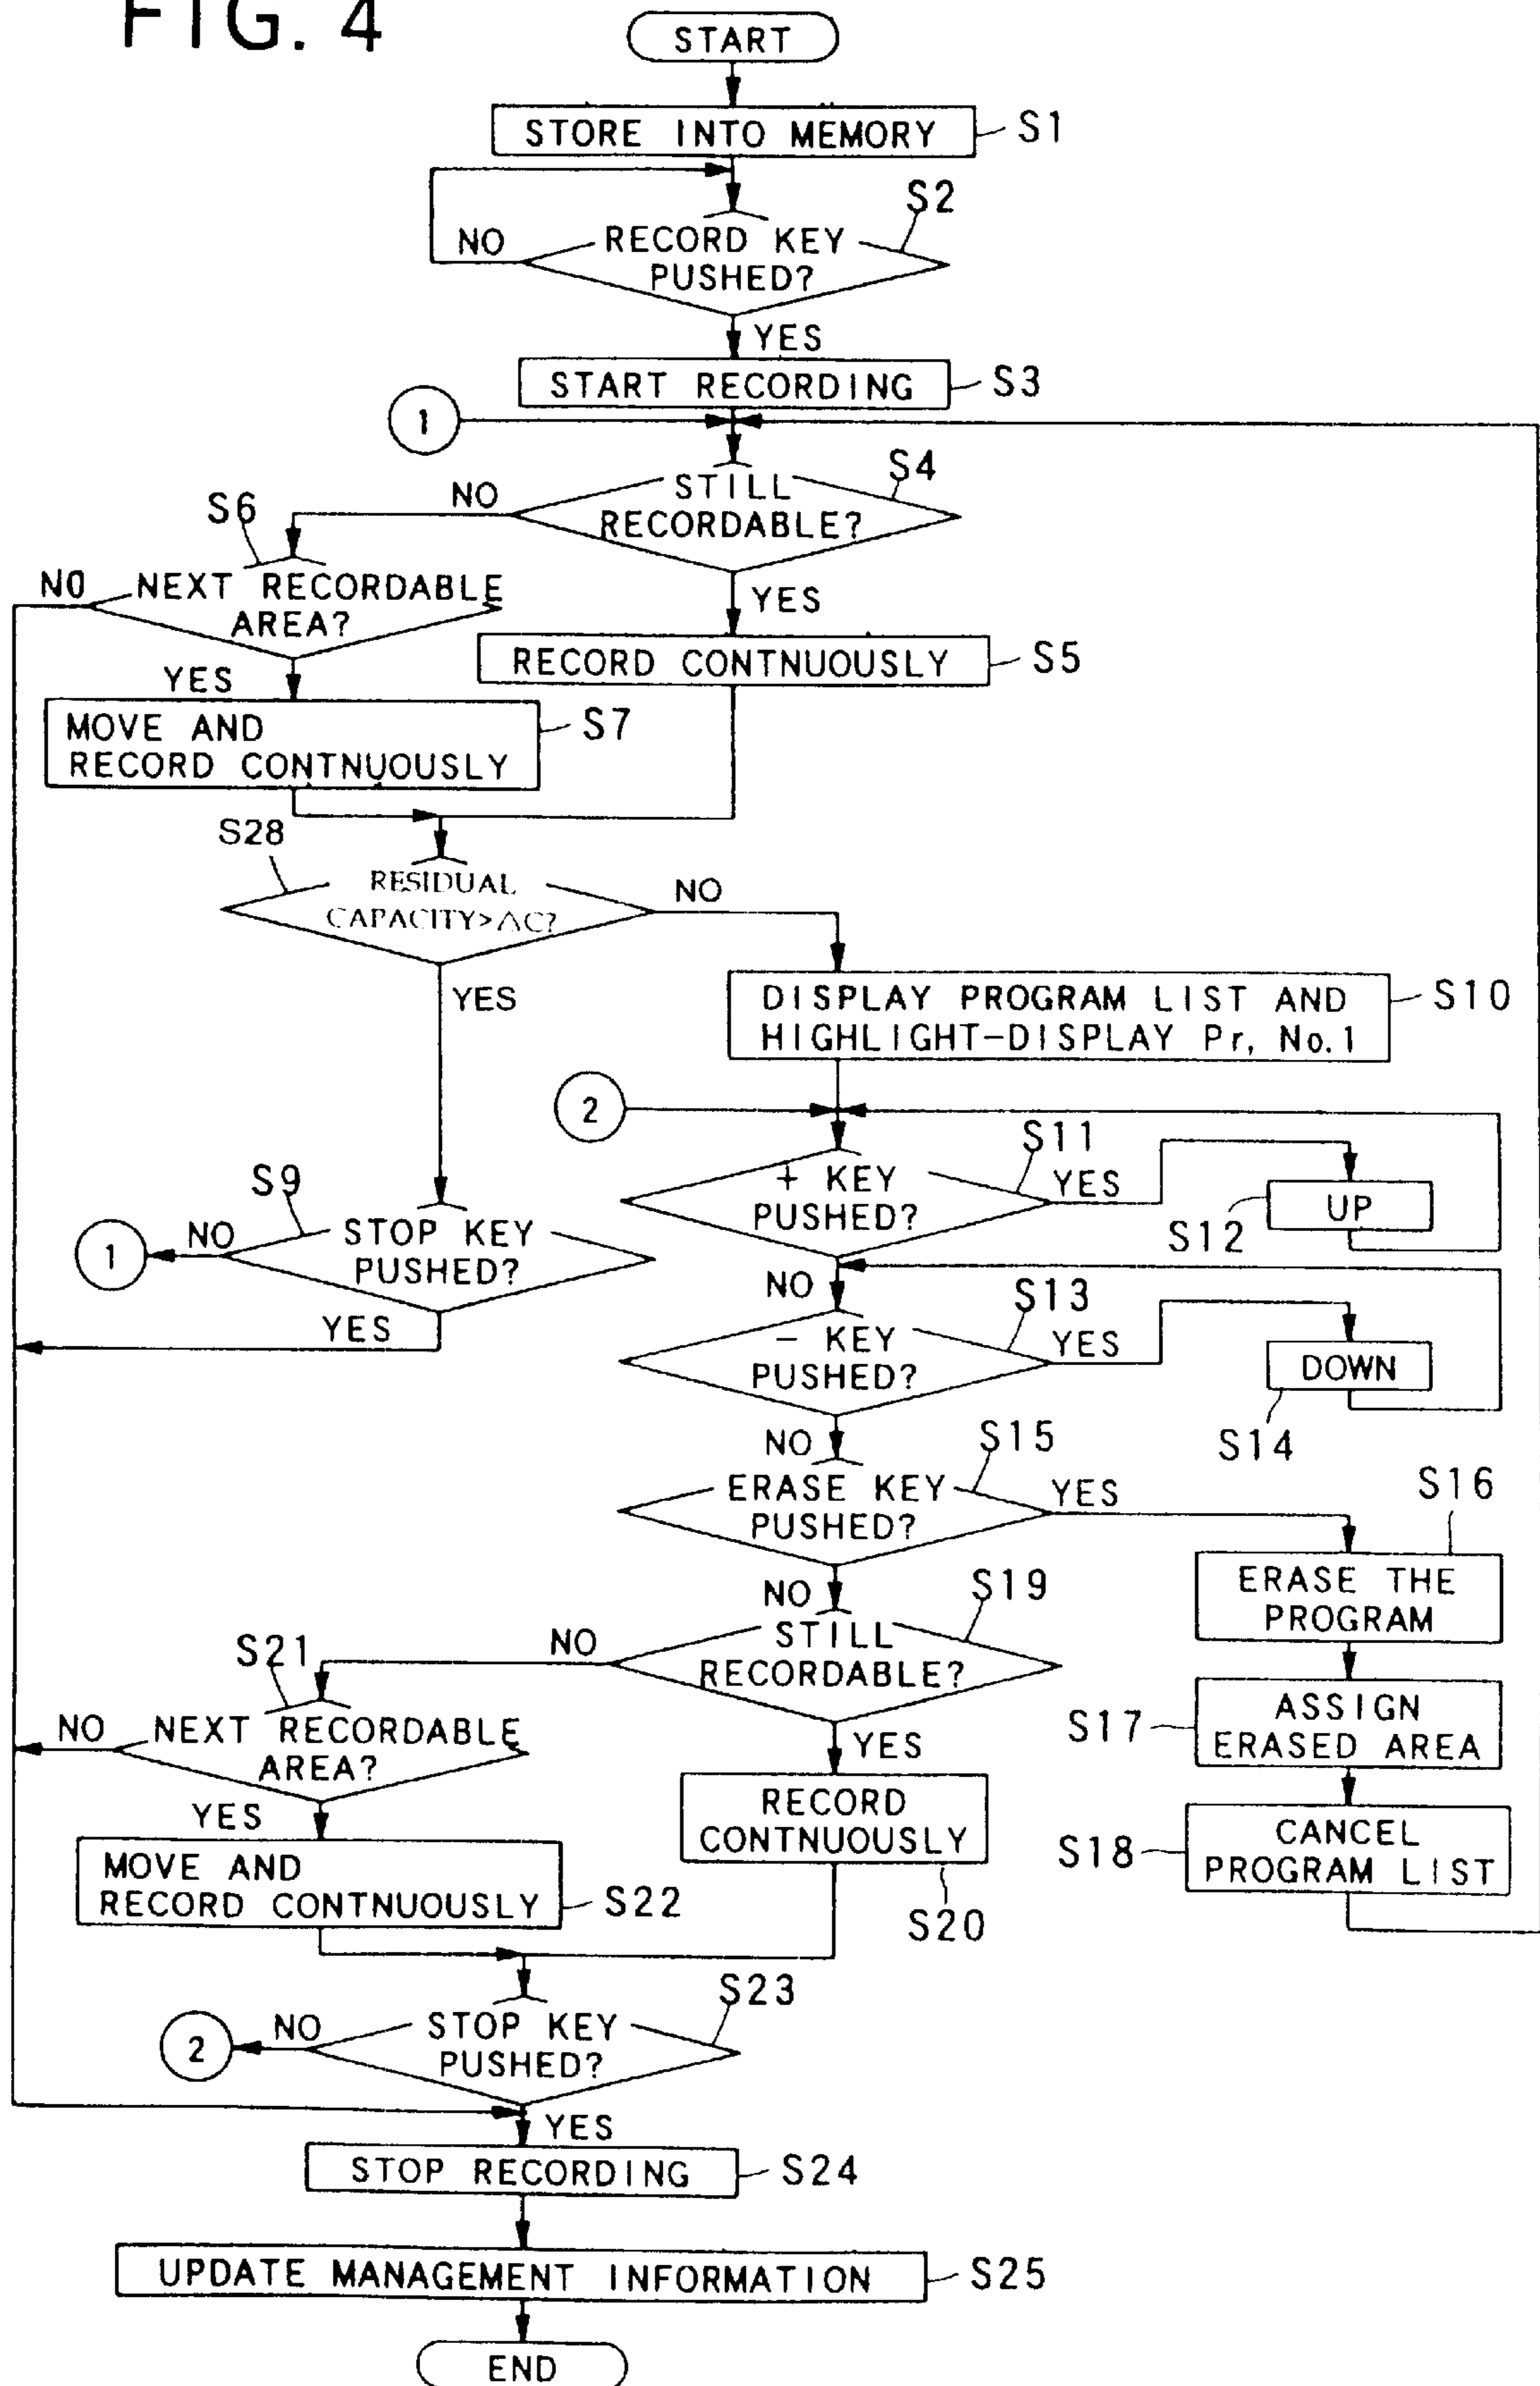 FIG. 4
START
STORE INTO MEMORY
S1
S2
RECORD KEY
PUSHED?
NO
YES
START RECORDING
S3
1
S4
STILL
RECORDABLE?
NO
YES
S6
NEXT RECORDABLE
AREA?
NO
YES
RECORD CONTNUOUSLY
S5
MOVE AND
RECORD CONTNUOUSLY
S7
S28
RESIDUAL
CAPACITY>△C?
NO
YES
DISPLAY PROGRAM LIST AND
HIGHLIGHT-DISPLAY Pr, No.1
S10
2
S11
+ KEY
PUSHED?
YES
UP
S12
NO
S9
STOP KEY
PUSHED?
NO
1
YES
S13
- KEY
PUSHED?
YES
DOWN
S14
NO
S15
ERASE KEY
PUSHED?
YES
S16
ERASE THE
PROGRAM
NO
S19
STILL
RECORDABLE?
NO
YES
S17
ASSIGN
ERASED AREA
S21
NEXT RECORDABLE
AREA?
NO
YES
RECORD
CONTNUOUSLY
S20
S18
CANCEL
PROGRAM LIST
MOVE AND
RECORD CONTNUOUSLY
S22
S23
STOP KEY
PUSHED?
NO
2
YES
STOP RECORDING
S24
UPDATE MANAGEMENT INFORMATION
S25
END